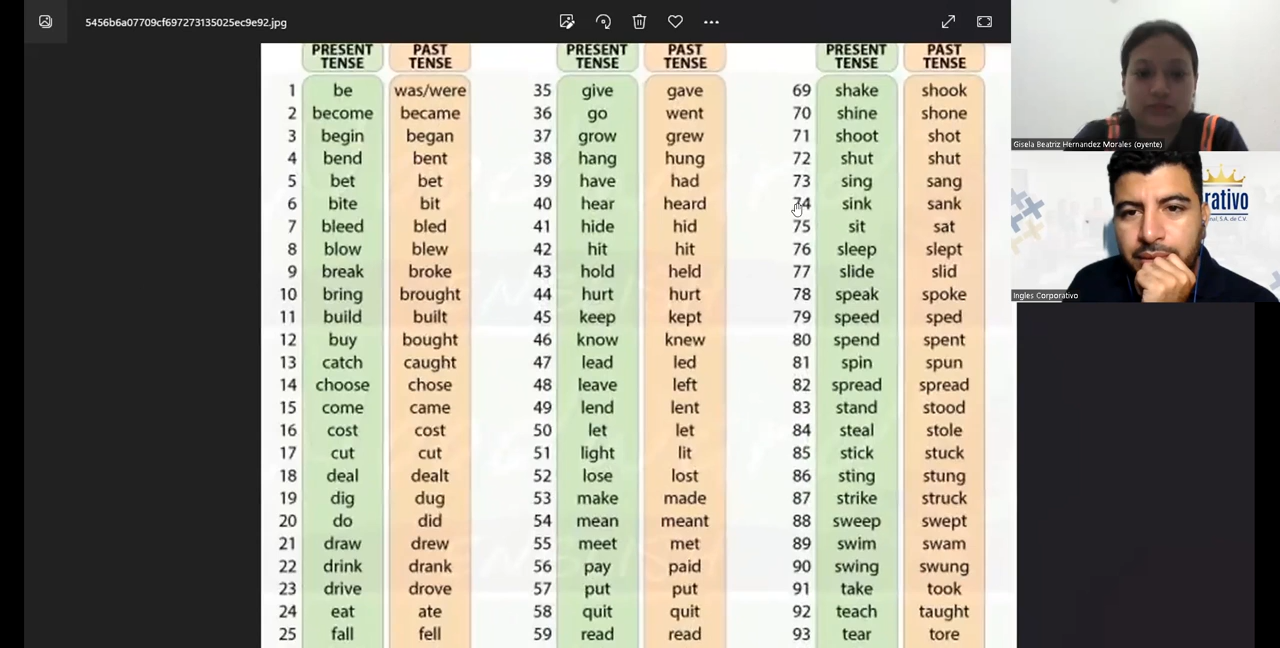 5456b6a07709cf697273135025ec9e92.jpg
PRESENT TENSE PAST TENSE PRESENT TENSE PAST TENSE PRESENT TENSE PAST TENSE
1 be was/were 35 give gave 69 shake shook
2 become became 36 go went 70 shine shone
3 begin began 37 grow grew 71 shoot shot
4 bend bent 38 hang hung 72 shut shut
5 bet bet 39 have had 73 sing sang
6 bite bit 40 hear heard 74 sink sank
7 bleed bled 41 hide hid 75 sit sat
8 blow blew 42 hit hit 76 sleep slept
9 break broke 43 hold held 77 slide slid
10 bring brought 44 hurt hurt 78 speak spoke
11 build built 45 keep kept 79 speed sped
12 buy bought 46 know knew 80 spend spent
13 catch caught 47 lead led 81 spin spun
14 choose chose 48 leave left 82 spread spread
15 come came 49 lend lent 83 stand stood
16 cost cost 50 let let 84 steal stole
17 cut cut 51 light lit 85 stick stuck
18 deal dealt 52 lose lost 86 sting stung
19 dig dug 53 make made 87 strike struck
20 do did 54 mean meant 88 sweep swept
21 draw drew 55 meet met 89 swim swam
22 drink drank 56 pay paid 90 swing swung
23 drive drove 57 put put 91 take took
24 eat ate 58 quit quit 92 teach taught
25 fall fell 59 read read 93 tear tore
Gisela Beatriz Hernandez Morales (oyente)
rativo
nal, S.A. de C.V.
Ingles Corporativo